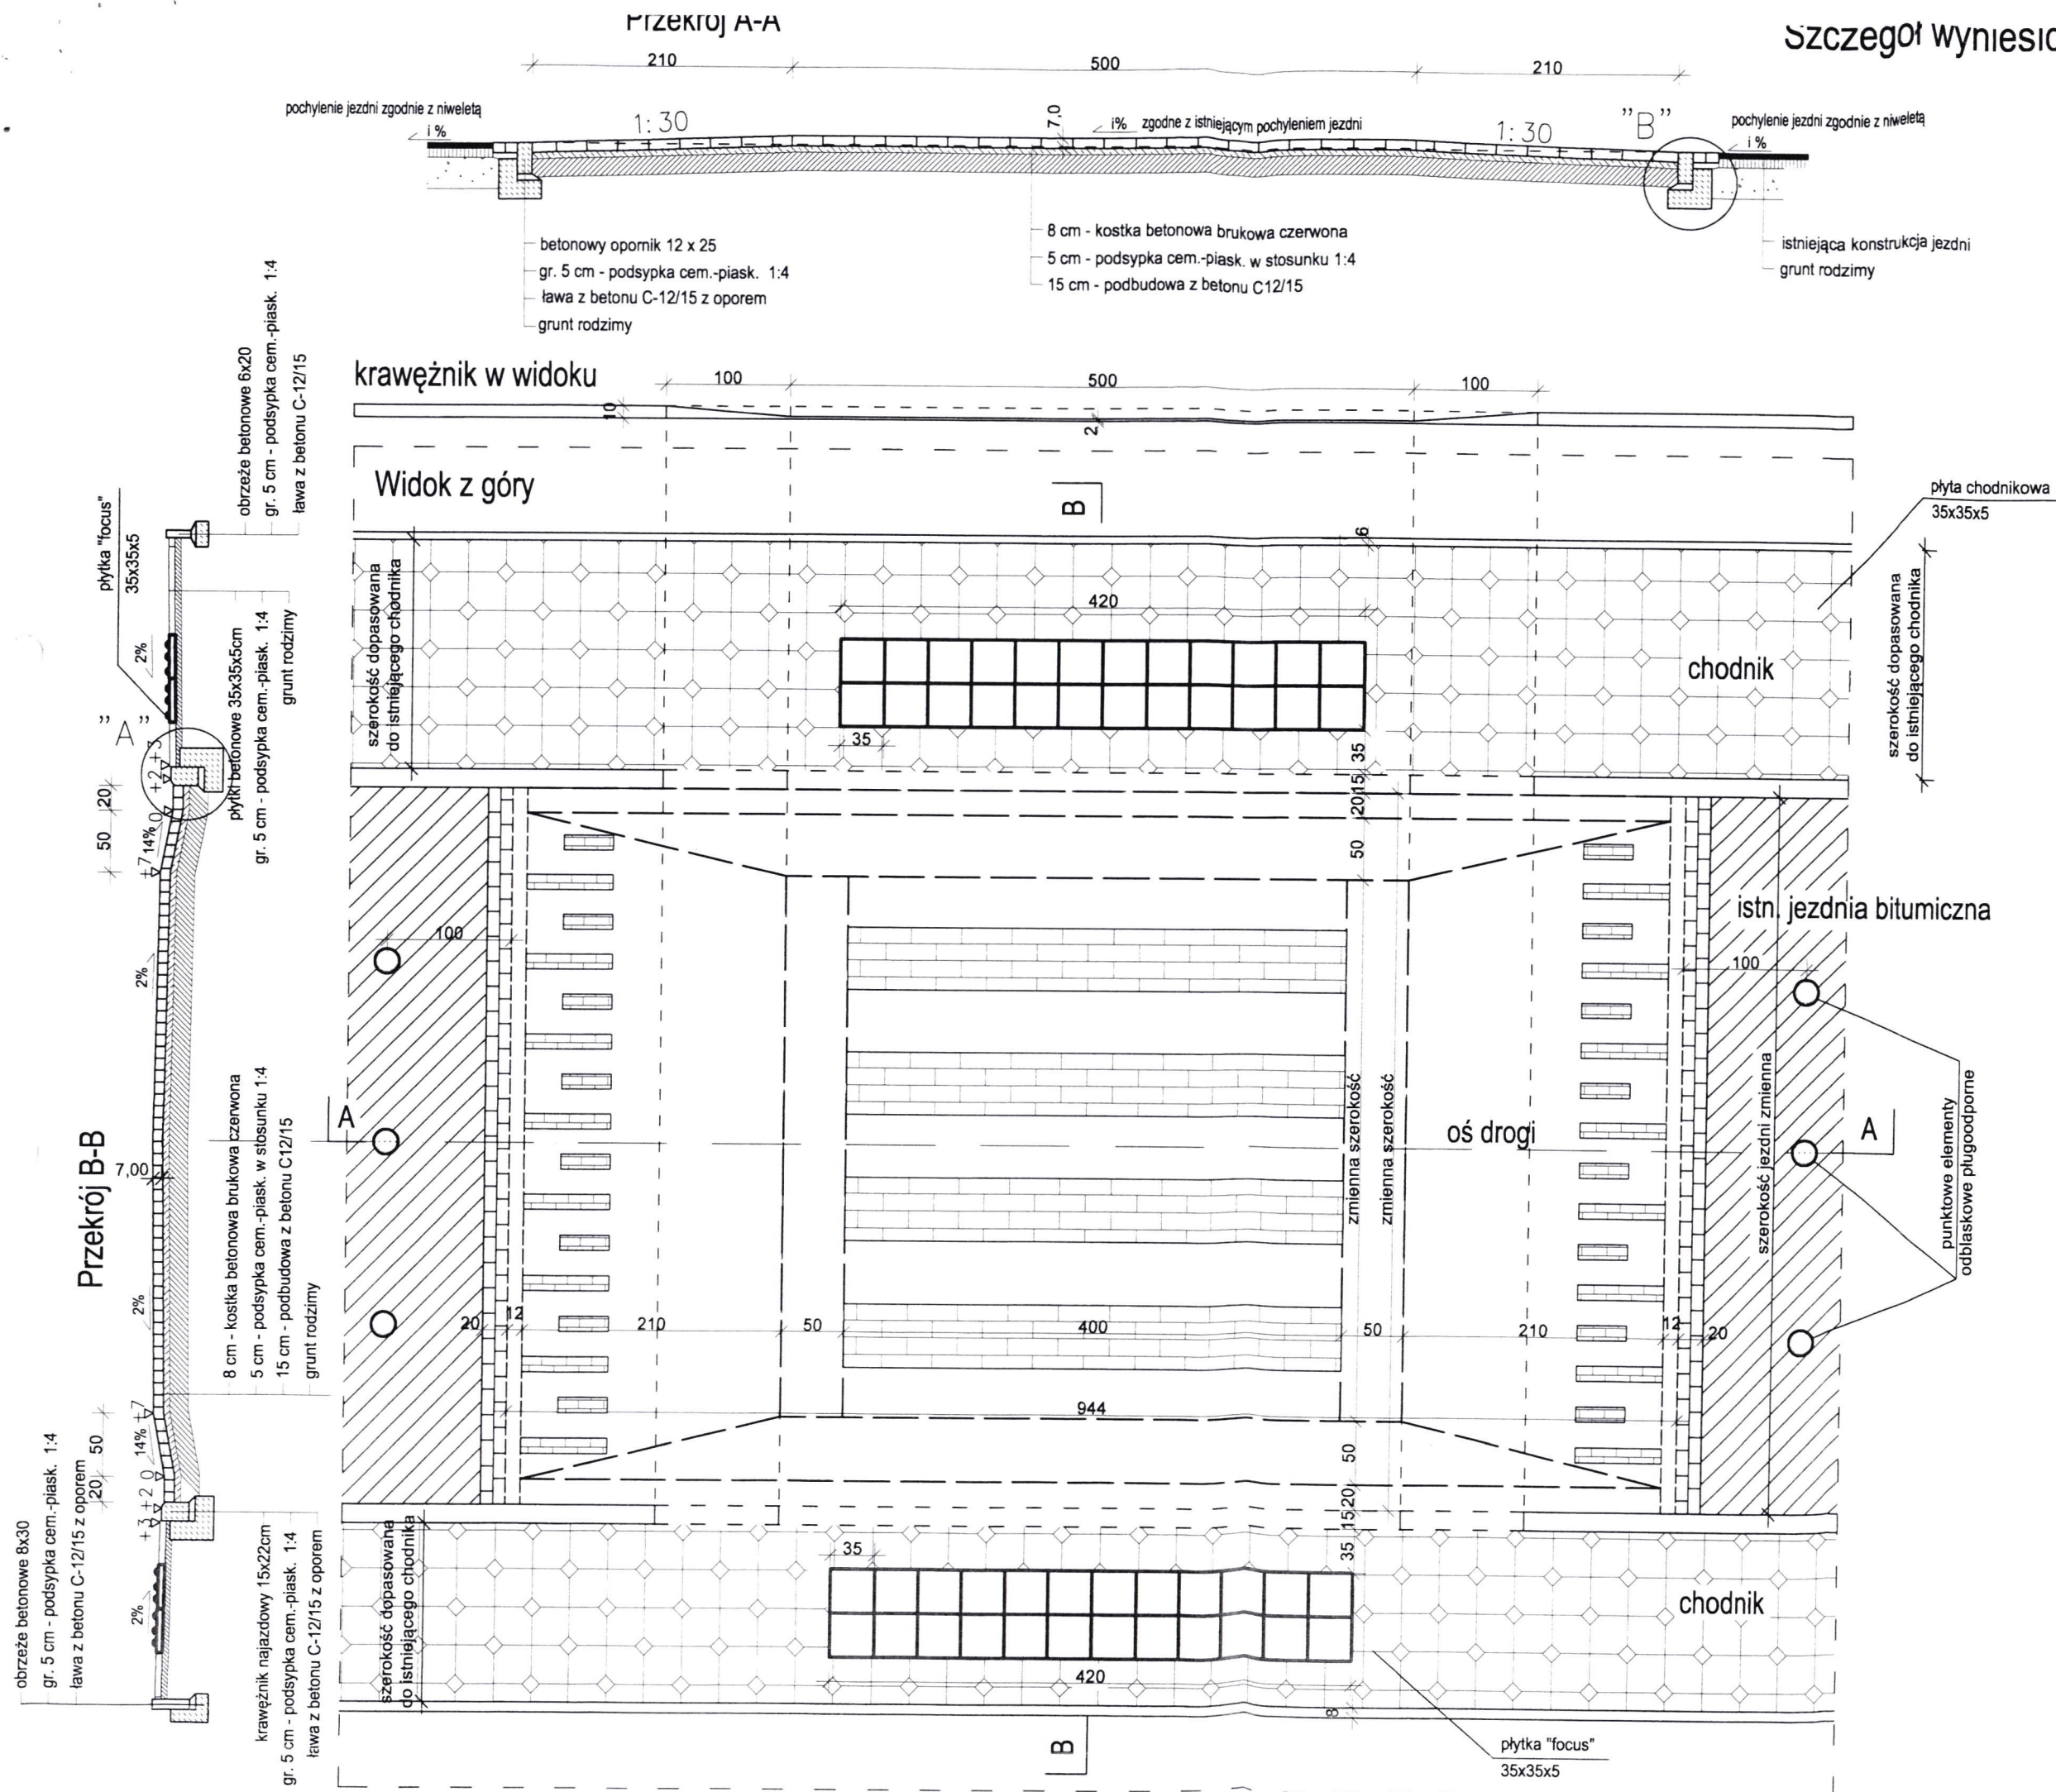 Przekrój A-A
Szczegół wyniesio
210
500
210
pochylenie jezdni zgodnie z niweletą
i %
1:30
7,0
i% zgodne z istniejącym pochyleniem jezdni
1:30
"B"
pochylenie jezdni zgodnie z niweletą
i %
betonowy opornik 12 x 25
gr. 5 cm - podsypka cem.-piask. 1:4
ława z betonu C-12/15 z oporem
grunt rodzimy
8 cm - kostka betonowa brukowa czerwona
5 cm - podsypka cem.-piask. w stosunku 1:4
15 cm - podbudowa z betonu C12/15
istniejąca konstrukcja jezdni
grunt rodzimy
krawężnik w widoku
100
500
100
10
2
Widok z góry
B
6
płyta chodnikowa
35x35x5
szerokość dopasowana
do istniejącego chodnika
420
chodnik
szerokość dopasowana
do istniejącego chodnika
35
35
15
20
50
istn. jezdnia bitumiczna
100
100
zmienna szerokość
zmienna szerokość
szerokość jezdni zmienna
A
oś drogi
A
punktowe elementy
odblaskowe pługoodporne
20
12
210
50
400
50
210
12
20
944
50
20
15
35
szerokość dopasowana
do istniejącego chodnika
35
chodnik
420
8
B
płytka "focus"
35x35x5
Przekrój B-B
obrzeże betonowe 6x20
gr. 5 cm - podsypka cem.-piask. 1:4
ława z betonu C-12/15
płytka "focus"
35x35x5
2%
płytki betonowe 35x35x5cm
gr. 5 cm - podsypka cem.-piask. 1:4
grunt rodzimy
"A"
+3
+2
0
+7
20
50
14%
2%
7,00
8 cm - kostka betonowa brukowa czerwona
5 cm - podsypka cem.-piask. w stosunku 1:4
15 cm - podbudowa z betonu C12/15
grunt rodzimy
2%
+7
14%
50
20
0
+2
+3
2%
obrzeże betonowe 8x30
gr. 5 cm - podsypka cem.-piask. 1:4
ława z betonu C-12/15 z oporem
krawężnik najazdowy 15x22cm
gr. 5 cm - podsypka cem.-piask. 1:4
ława z betonu C-12/15 z oporem